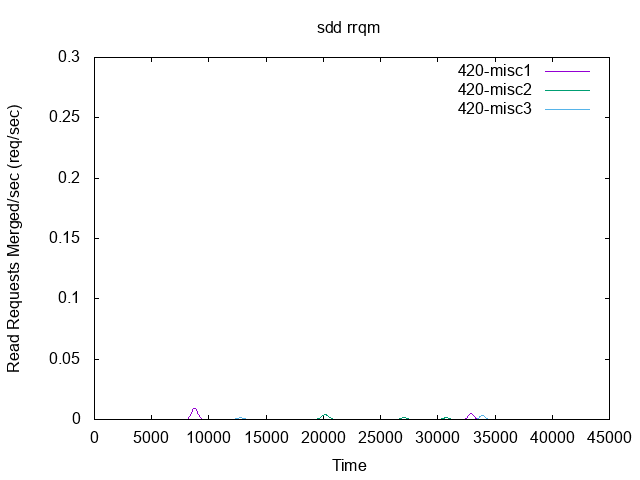 sdd rrqm
420-misc1
420-misc2
420-misc3
Read Requests Merged/sec (req/sec)
0.3
0.25
0.2
0.15
0.1
0.05
0
0 5000 10000 15000 20000 25000 30000 35000 40000 45000
Time